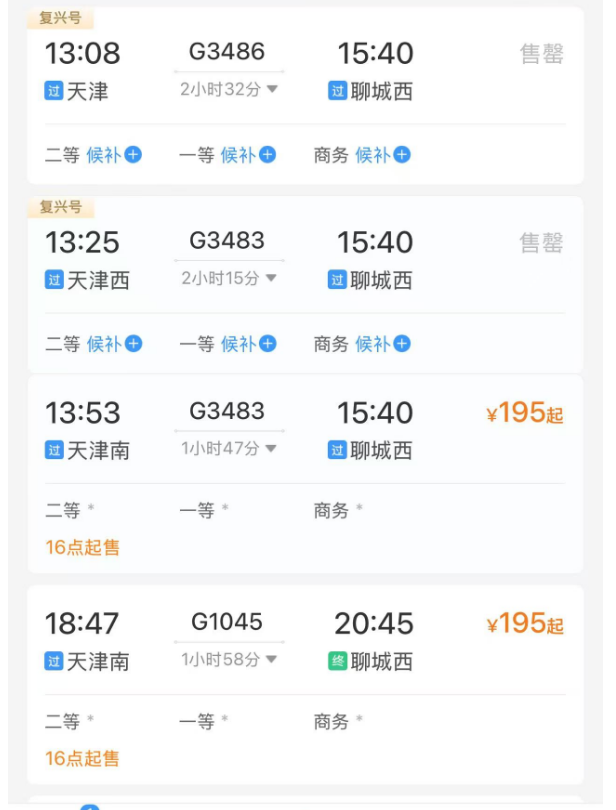 复兴号
13:08 G3486 15:40 售罄
过 天津 2小时32分 过 聊城西
二等 候补 一等 候补 商务 候补
复兴号
13:25 G3483 15:40 售罄
过 天津西 2小时15分 过 聊城西
二等 候补 一等 候补 商务 候补
13:53 G3483 15:40 ¥195起
过 天津南 1小时47分 过 聊城西
二等 * 一等 * 商务 *
16点起售
18:47 G1045 20:45 ¥195起
过 天津南 1小时58分 终 聊城西
二等 * 一等 * 商务 *
16点起售